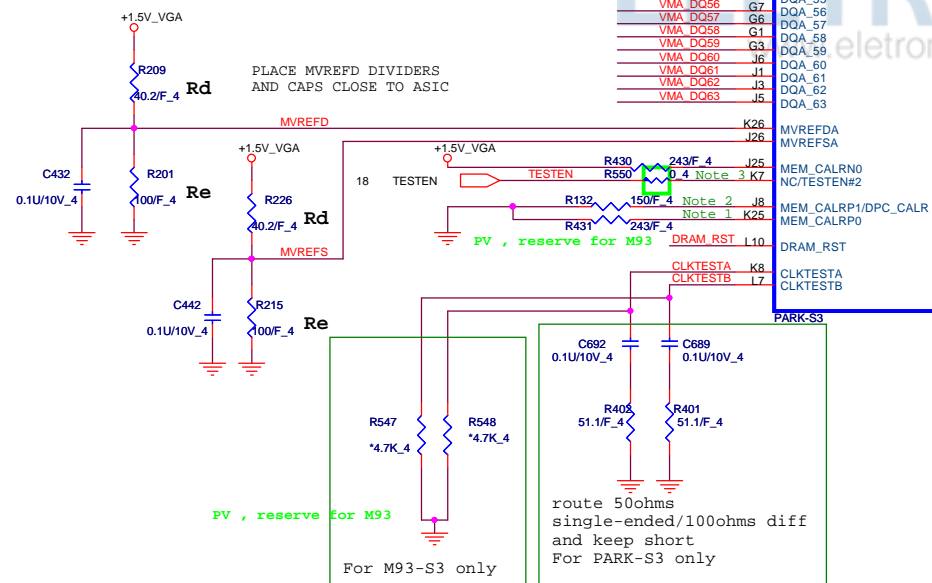 +1.5V_VGA
R209
40.2/F_4
Rd
PLACE MVREFD DIVIDERS
AND CAPS CLOSE TO ASIC
MVREFD
C432
0.1U/10V_4
R201
100/F_4
Re
+1.5V_VGA
R226
40.2/F_4
Rd
MVREFS
C442
0.1U/10V_4
R215
100/F_4
Re
VMA_DQ56 G7
VMA_DQ57 G6 DQA_56
VMA_DQ58 G1 DQA_57
VMA_DQ59 G3 DQA_58
VMA_DQ60 J6 DQA_59
VMA_DQ61 J1 DQA_60
VMA_DQ62 J3 DQA_61
VMA_DQ63 J5 DQA_62
DQA_63
K26 MVREFDA
J26 MVREFSA
+1.5V_VGA
18 TESTEN
TESTEN
R430 243/F_4 J25 MEM_CALRN0
R550 0_4 Note 3 K7 NC/TESTEN#2
R132 150/F_4 Note 2 J8 MEM_CALRP1/DPC_CALR
R431 243/F_4 Note 1 K25 MEM_CALRP0
PV , reserve for M93
DRAM_RST L10 DRAM_RST
CLKTESTA K8 CLKTESTA
CLKTESTB L7 CLKTESTB
PARK-S3
C692
0.1U/10V_4
C689
0.1U/10V_4
R547
*4.7K_4
R548
*4.7K_4
R402
51.1/F_4
R401
51.1/F_4
PV , reserve for M93
For M93-S3 only
route 50ohms
single-ended/100ohms diff
and keep short
For PARK-S3 only